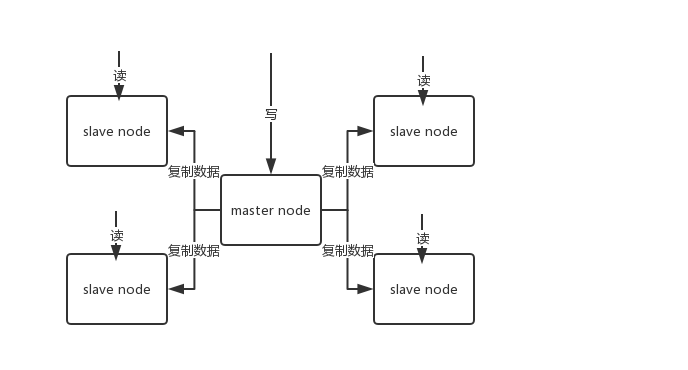 读
读
slave node
写
slave node
复制数据
复制数据
master node
读
复制数据
复制数据
读
slave node
slave node